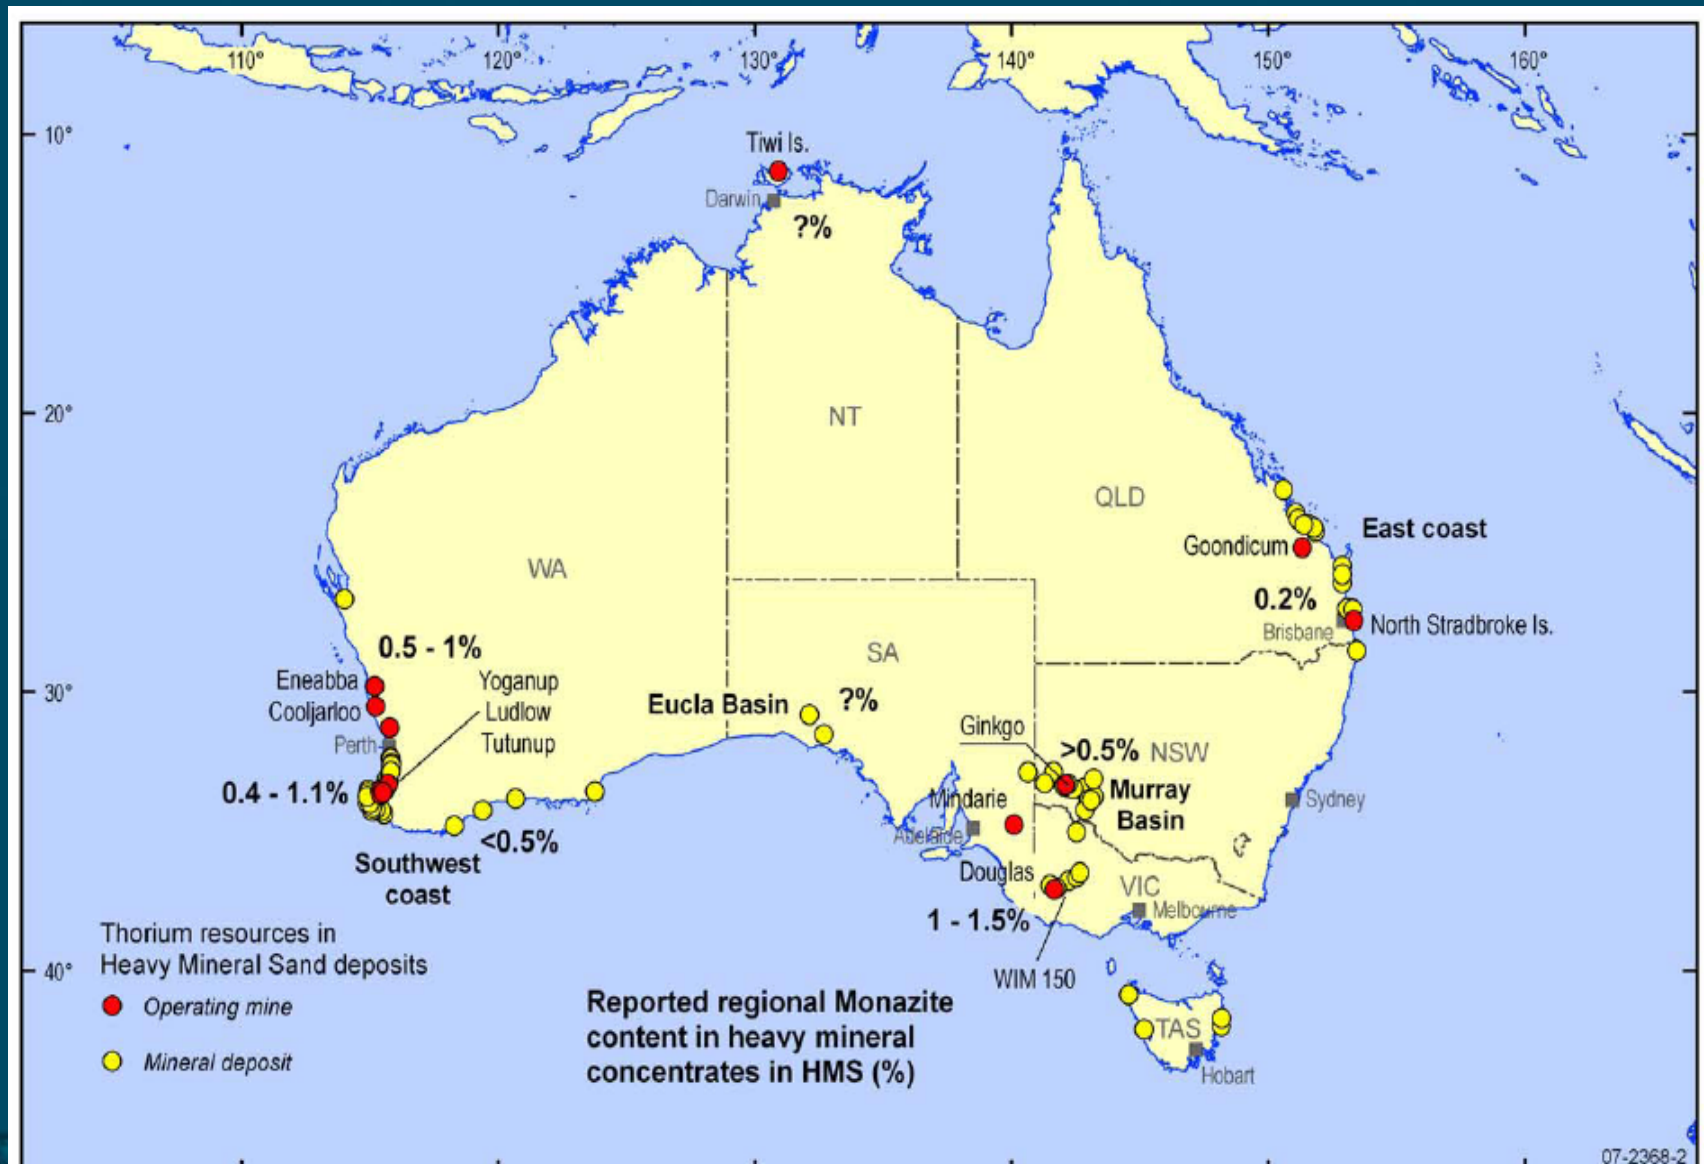 110°
120°
130°
140°
150°
160°
10°
Tiwi Is.
Darwin
?%
20°
NT
QLD
East coast
Goondicum
WA
0.2%
Brisbane
North Stradbroke Is.
0.5 - 1%
SA
30°
Eneabba
Cooljarloo
Perth
Yoganup
Ludlow
Tutunup
Eucla Basin
?%
Ginkgo
>0.5%
NSW
Murray
Basin
Mindarie
Adelaide
Sydney
0.4 - 1.1%
<0.5%
Southwest
coast
Douglas
VIC
Melbourne
1 - 1.5%
WIM 150
40°
Thorium resources in
Heavy Mineral Sand deposits
Operating mine
Mineral deposit
Reported regional Monazite
content in heavy mineral
concentrates in HMS (%)
TAS
Hobart
07-2368-2